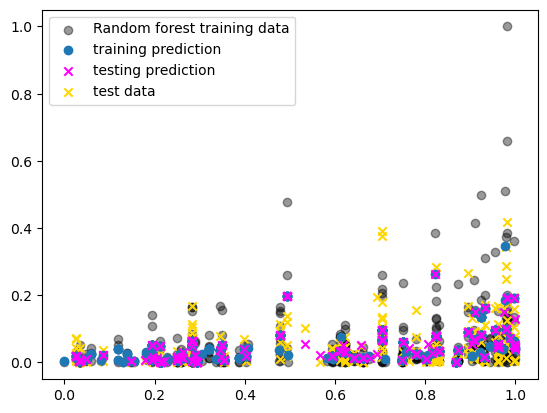 1.0
0.8
0.6
0.4
0.2
0.0
Random forest training data
training prediction
testing prediction
test data
0.0 0.2 0.4 0.6 0.8 1.0